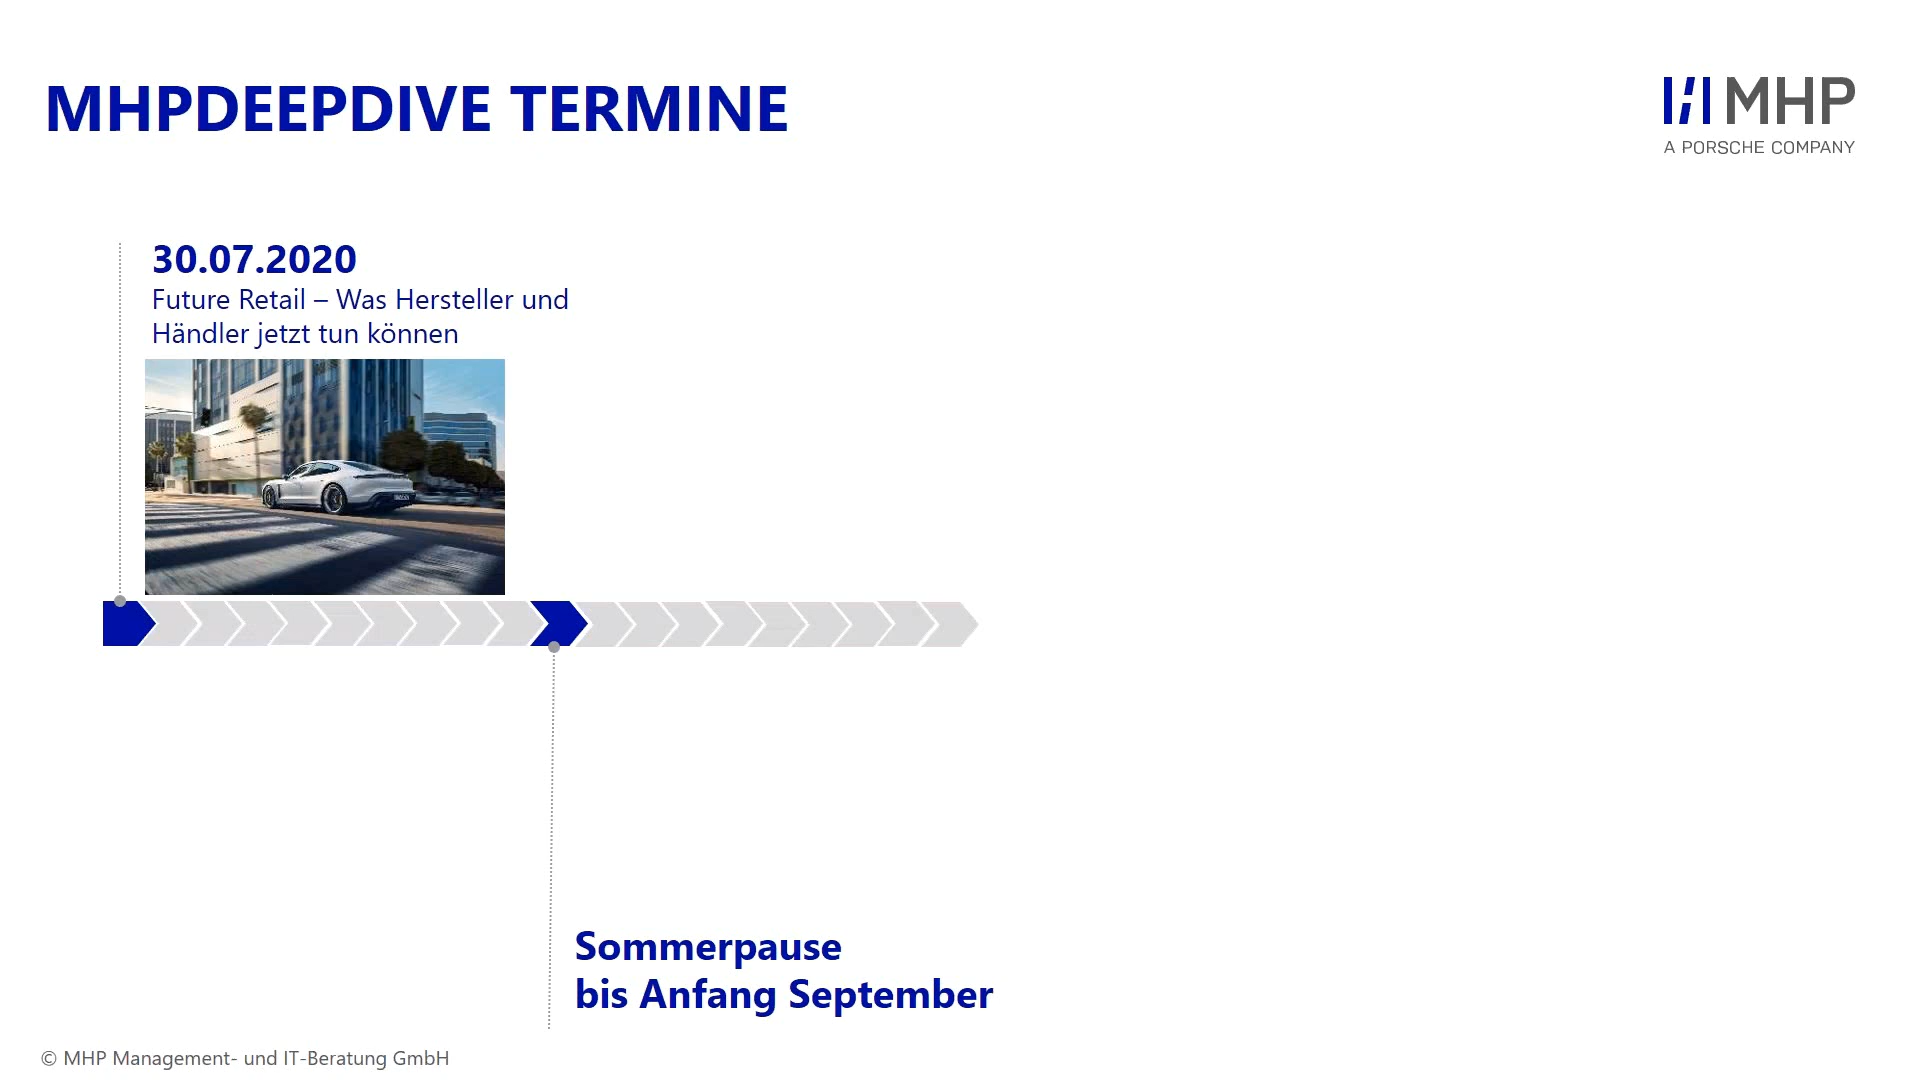 MHPDEEPDIVE TERMINE
MHP
A PORSCHE COMPANY
30.07.2020
Future Retail – Was Hersteller und
Händler jetzt tun können
Sommerpause
bis Anfang September
© MHP Management- und IT-Beratung GmbH